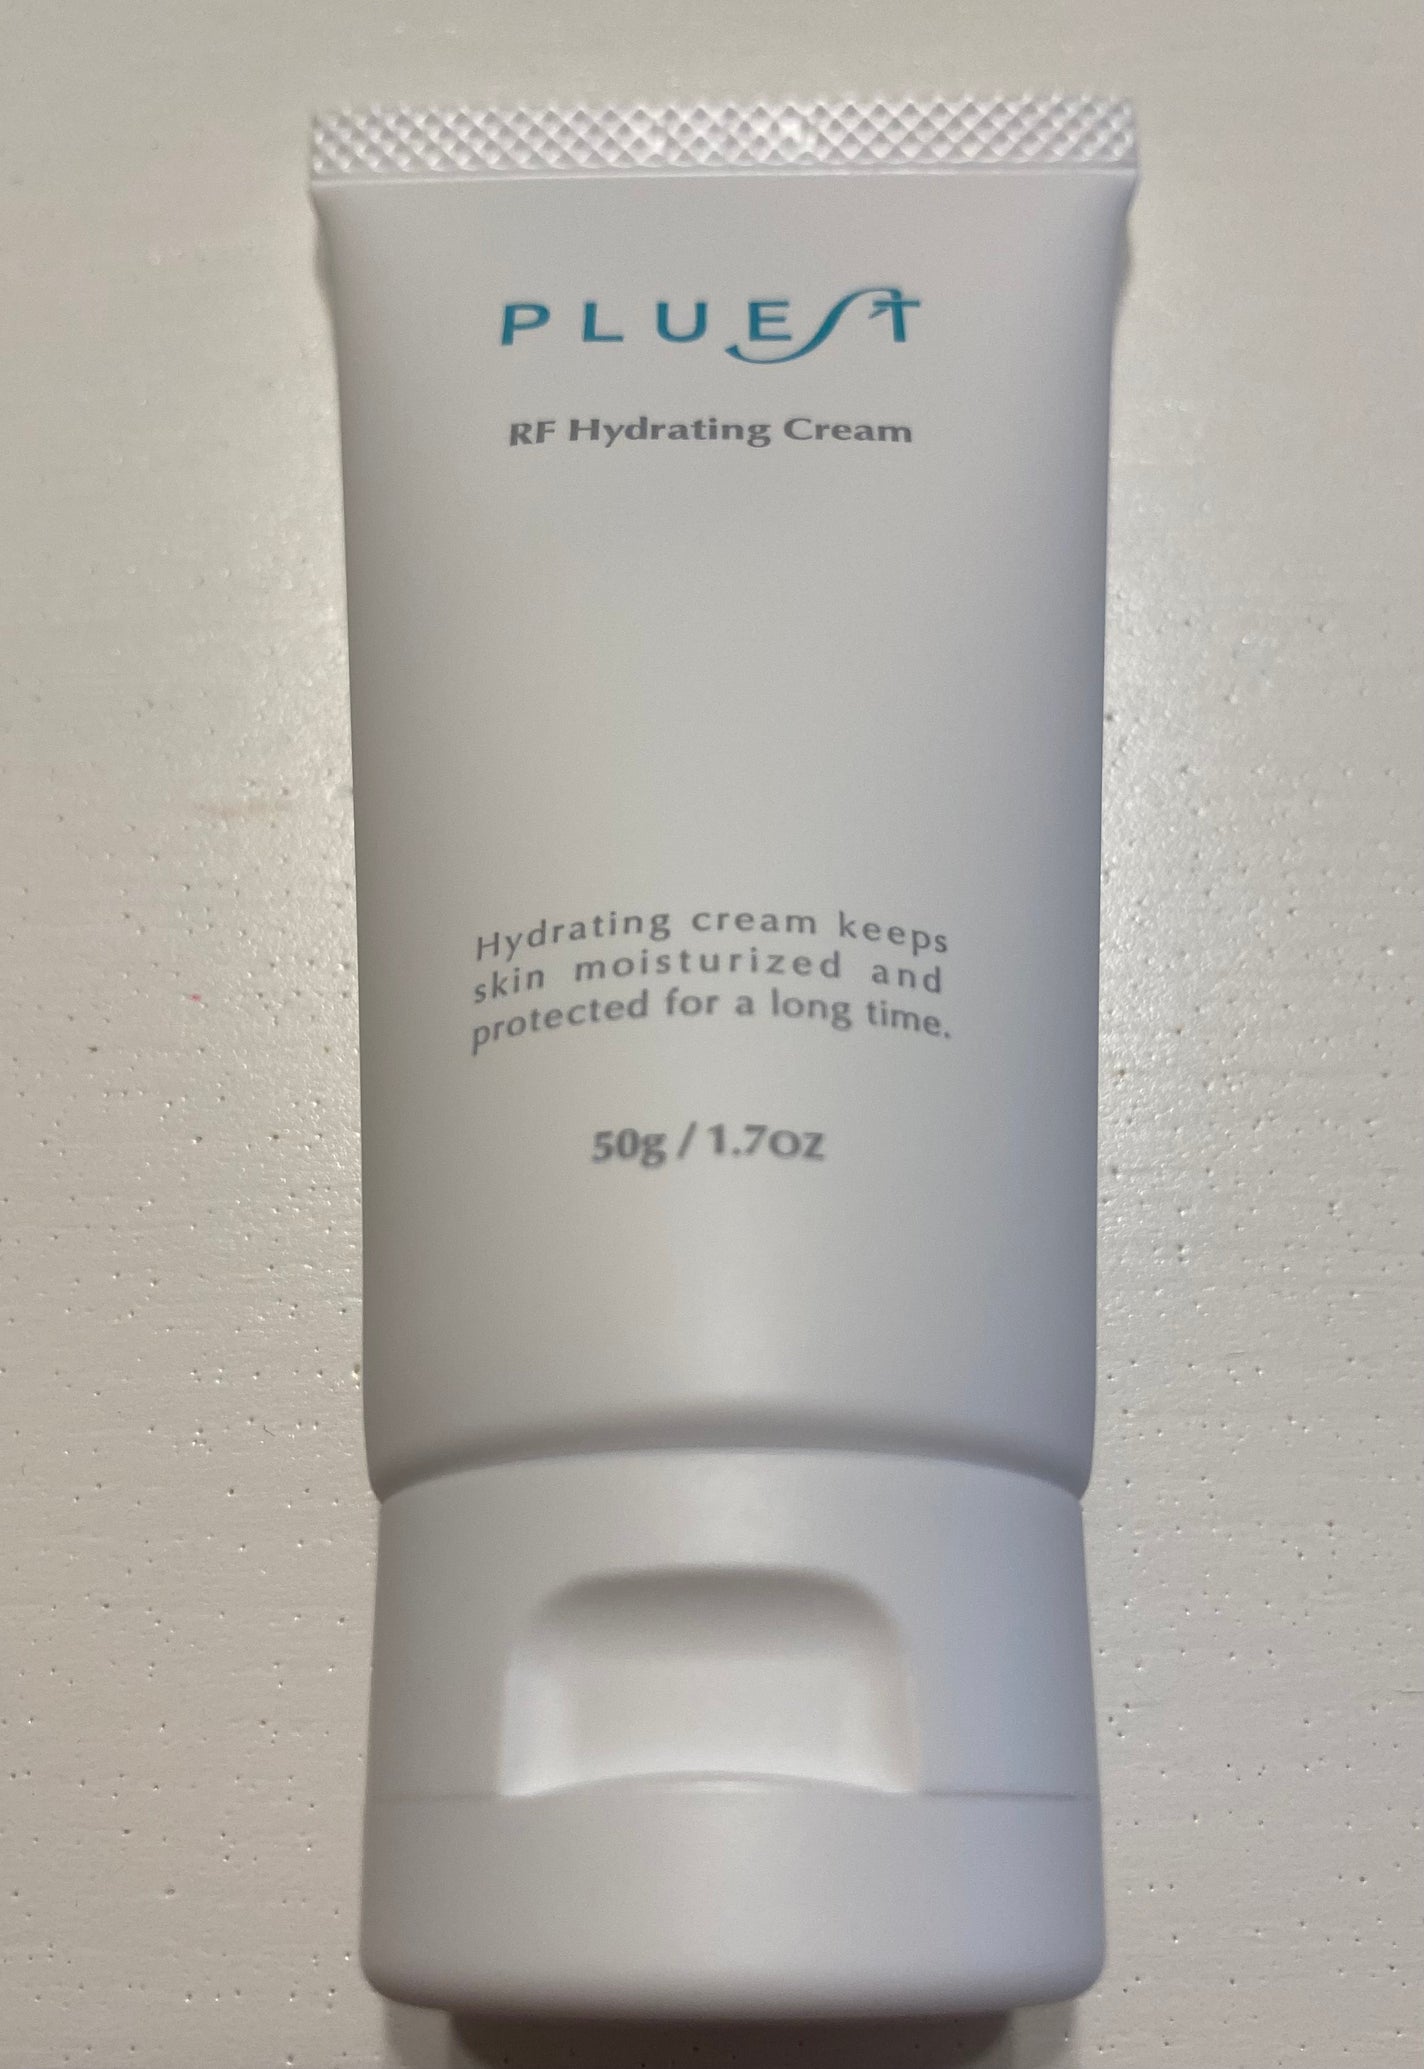 PLUEST
RF Hydrating Cream
Hydrating cream keeps
skin moisturized and
protected for a long time.
50g / 1.7oz